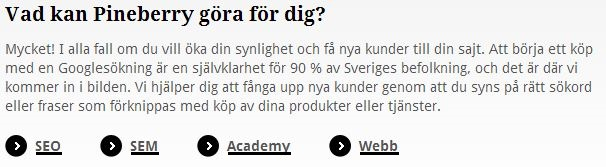 Vad kan Pineberry göra för dig?
Mycket! I alla fall om du vill öka din synlighet och få nya kunder till din sajt. Att börja ett köp
med en Googlesökning är en självklarhet för 90 % av Sveriges befolkning, och det är där vi
kommer in i bilden. Vi hjälper dig att fånga upp nya kunder genom att du syns på rätt sökord
eller fraser som förknippas med köp av dina produkter eller tjänster.
SEO SEM Academy Webb